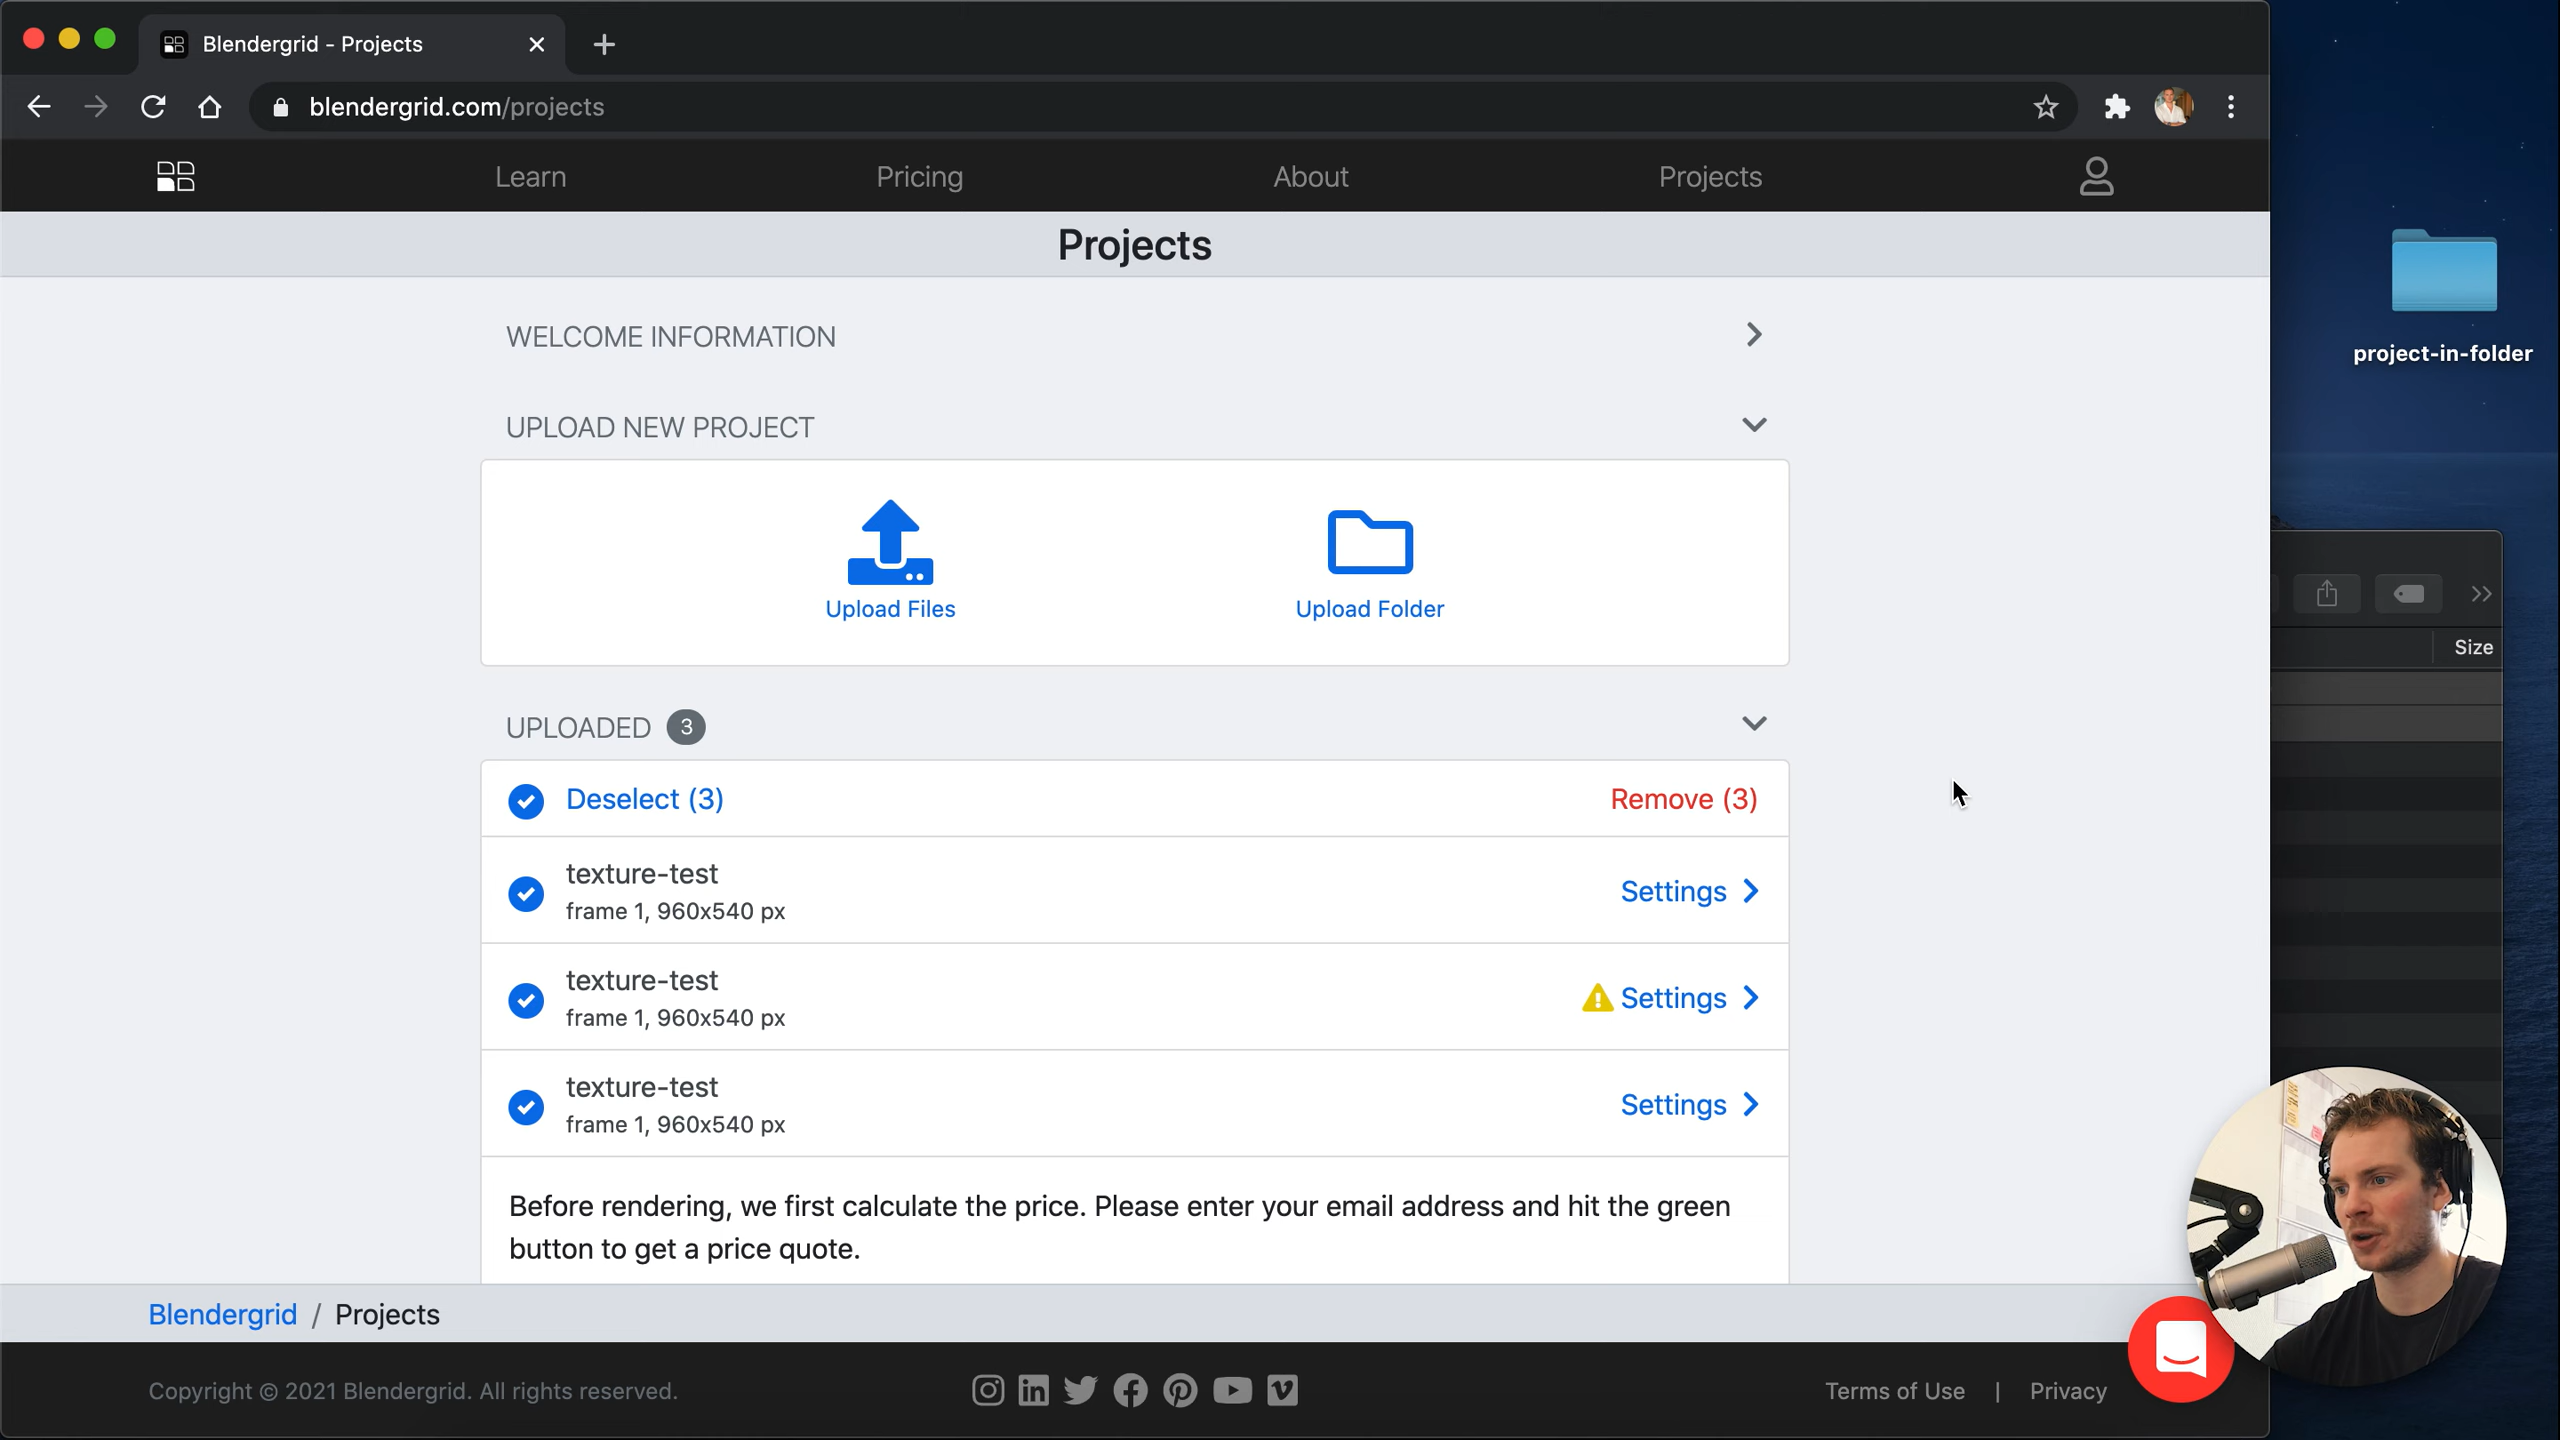 Blendergrid - Projects
blendergrid.com/projects
Learn
Pricing
About
Projects
project-in-folder
Projects
WELCOME INFORMATION
UPLOAD NEW PROJECT
Upload Files
Upload Folder
Size
UPLOADED 3
Deselect (3)
Remove (3)
texture-test
frame 1, 960x540 px
Settings
texture-test
frame 1, 960x540 px
Settings
texture-test
frame 1, 960x540 px
Settings
Before rendering, we first calculate the price. Please enter your email address and hit the green
button to get a price quote.
Blendergrid / Projects
Copyright © 2021 Blendergrid. All rights reserved.
Terms of Use | Privacy